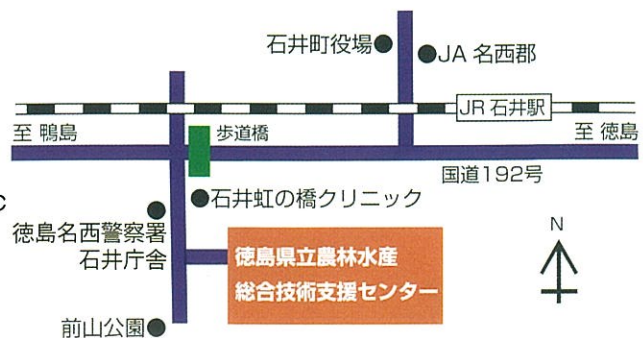 石井町役場
JA 名西郡
JR 石井駅
至 鴨島
歩道橋
至 徳島
国道192号
C
石井虹の橋クリニック
徳島名西警察署
石井庁舎
徳島県立農林水産
総合技術支援センター
N
前山公園